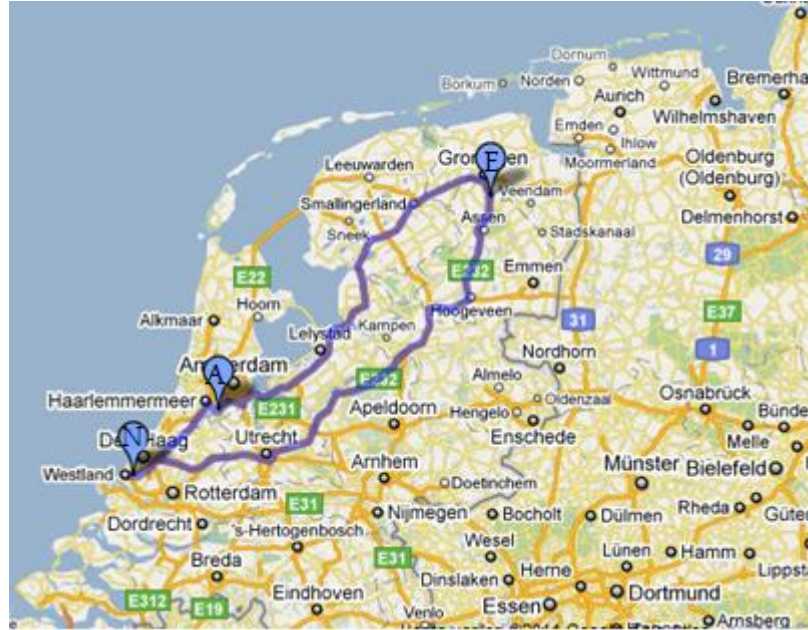 Dornum
Borkum
Norden
Wittmund
Bremerha
Aurich
Wilhelmshaven
Emden
Ihlow
Moormerland
Oldenburg
(Oldenburg)
Delmenhorst
Leeuwarden
F
Veendam
Smallingerland
Sneek
Assen
Stadskanaal
29
E22
E232
Emmen
Hoorn
Hoogeveen
E37
Alkmaar
31
Lelystad
Kampen
1
Nordhorn
A
Haarlemmermeer
E231
E232
Almelo
Oldenzaal
Osnabrück
Apeldoorn
Hengelo
Bünde
N
Den Haag
Utrecht
Enschede
Melle
Westland
Arnhem
Münster
Bielefeld
Rotterdam
E31
Doetinchem
Dordrecht
Nijmegen
Bocholt
Dülmen
Rheda
Güter
's-Hertogenbosch
Breda
E31
Wesel
Lünen
Hamm
Lippst
Dinslaken
Herne
E312
E19
Eindhoven
Venlo
Essen
Dortmund
Arnsberg